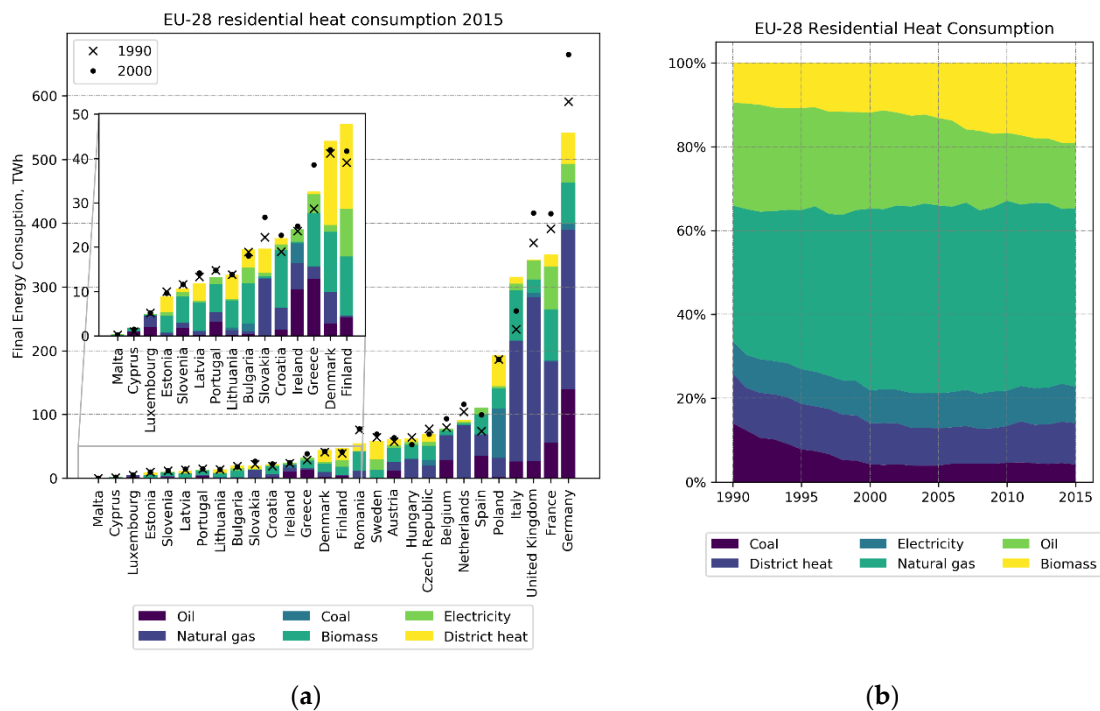 EU-28 residential heat consumption 2015
1990
2000
Final Energy Consuption, TWh
600
500
400
300
200
100
0
50
40
30
20
10
0
Malta
Cyprus
Luxembourg
Estonia
Slovenia
Latvia
Portugal
Lithuania
Bulgaria
Slovakia
Croatia
Ireland
Greece
Denmark
Finland
Malta
Cyprus
Luxembourg
Estonia
Slovenia
Latvia
Portugal
Lithuania
Bulgaria
Slovakia
Croatia
Ireland
Greece
Denmark
Finland
Romania
Sweden
Austria
Hungary
Czech Republic
Belgium
Netherlands
Spain
Poland
Italy
United Kingdom
France
Germany
Oil Coal Electricity
Natural gas Biomass District heat
(a)
EU-28 Residential Heat Consumption
100%
80%
60%
40%
20%
0%
1990 1995 2000 2005 2010 2015
Coal Electricity Oil
District heat Natural gas Biomass
(b)